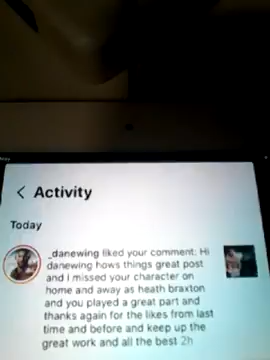 < Activity
Today
_danewing liked your comment: Hi
danewing hows things great post
and I missed your character on
home and away as heath braxton
and you played a great part and
thanks again for the likes from last
time and before and keep up the
great work and all the best 2h